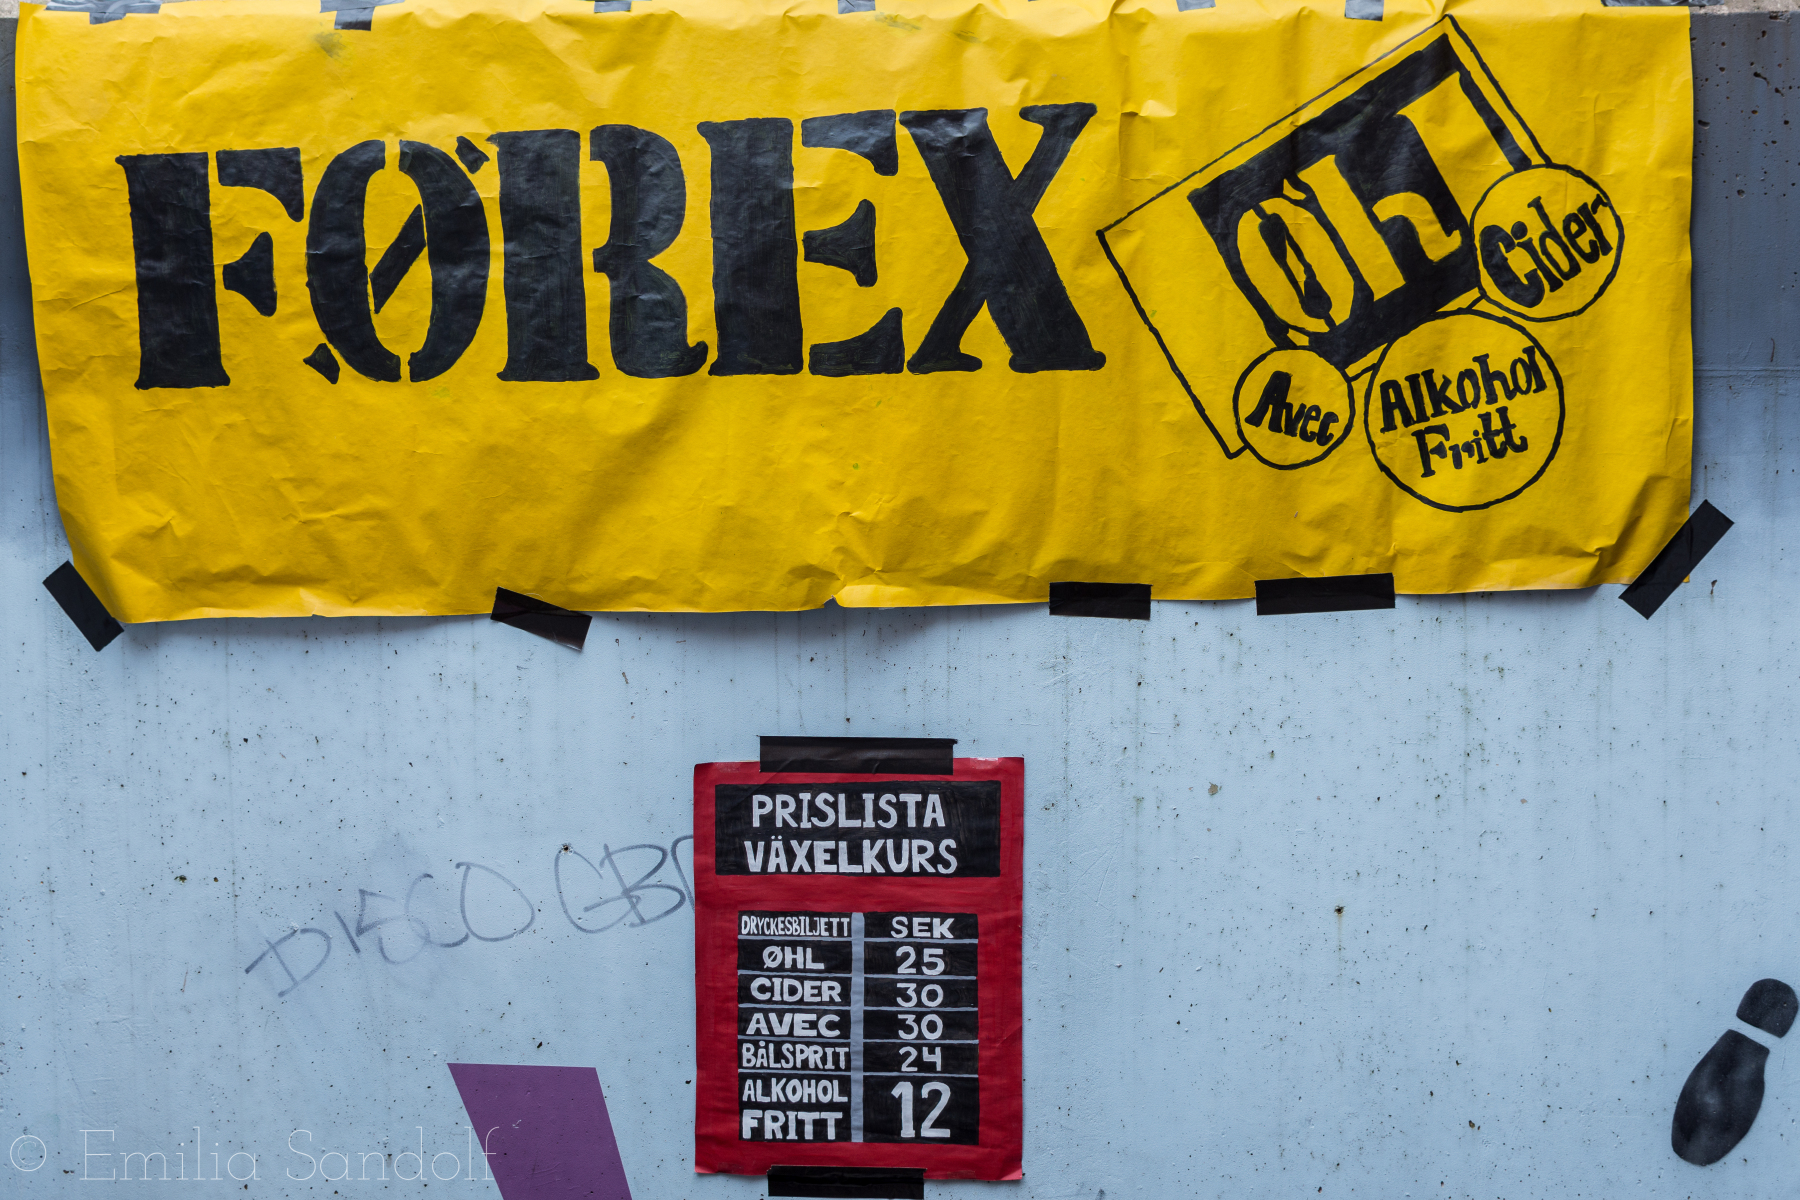 FØREX
Øh
Cider
Avec
Alkohol
Fritt
PRISLISTA
VÄXELKURS
DRYCKESBILJETT SEK
ØHL 25
CIDER 30
AVEC 30
BÅLSPRIT 24
ALKOHOL
FRITT 12
© Emilia Sandolf